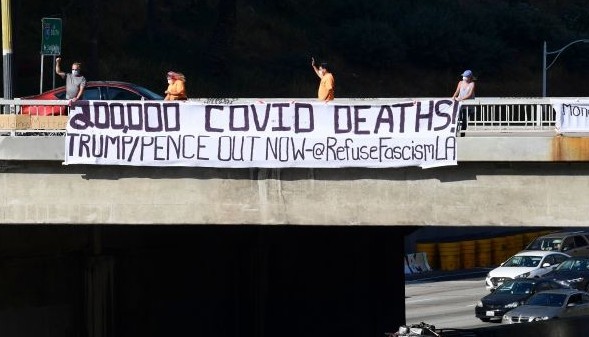 200,000 COVID DEATHS!
TRUMP/PENCE OUT NOW-@RefuseFascismLA